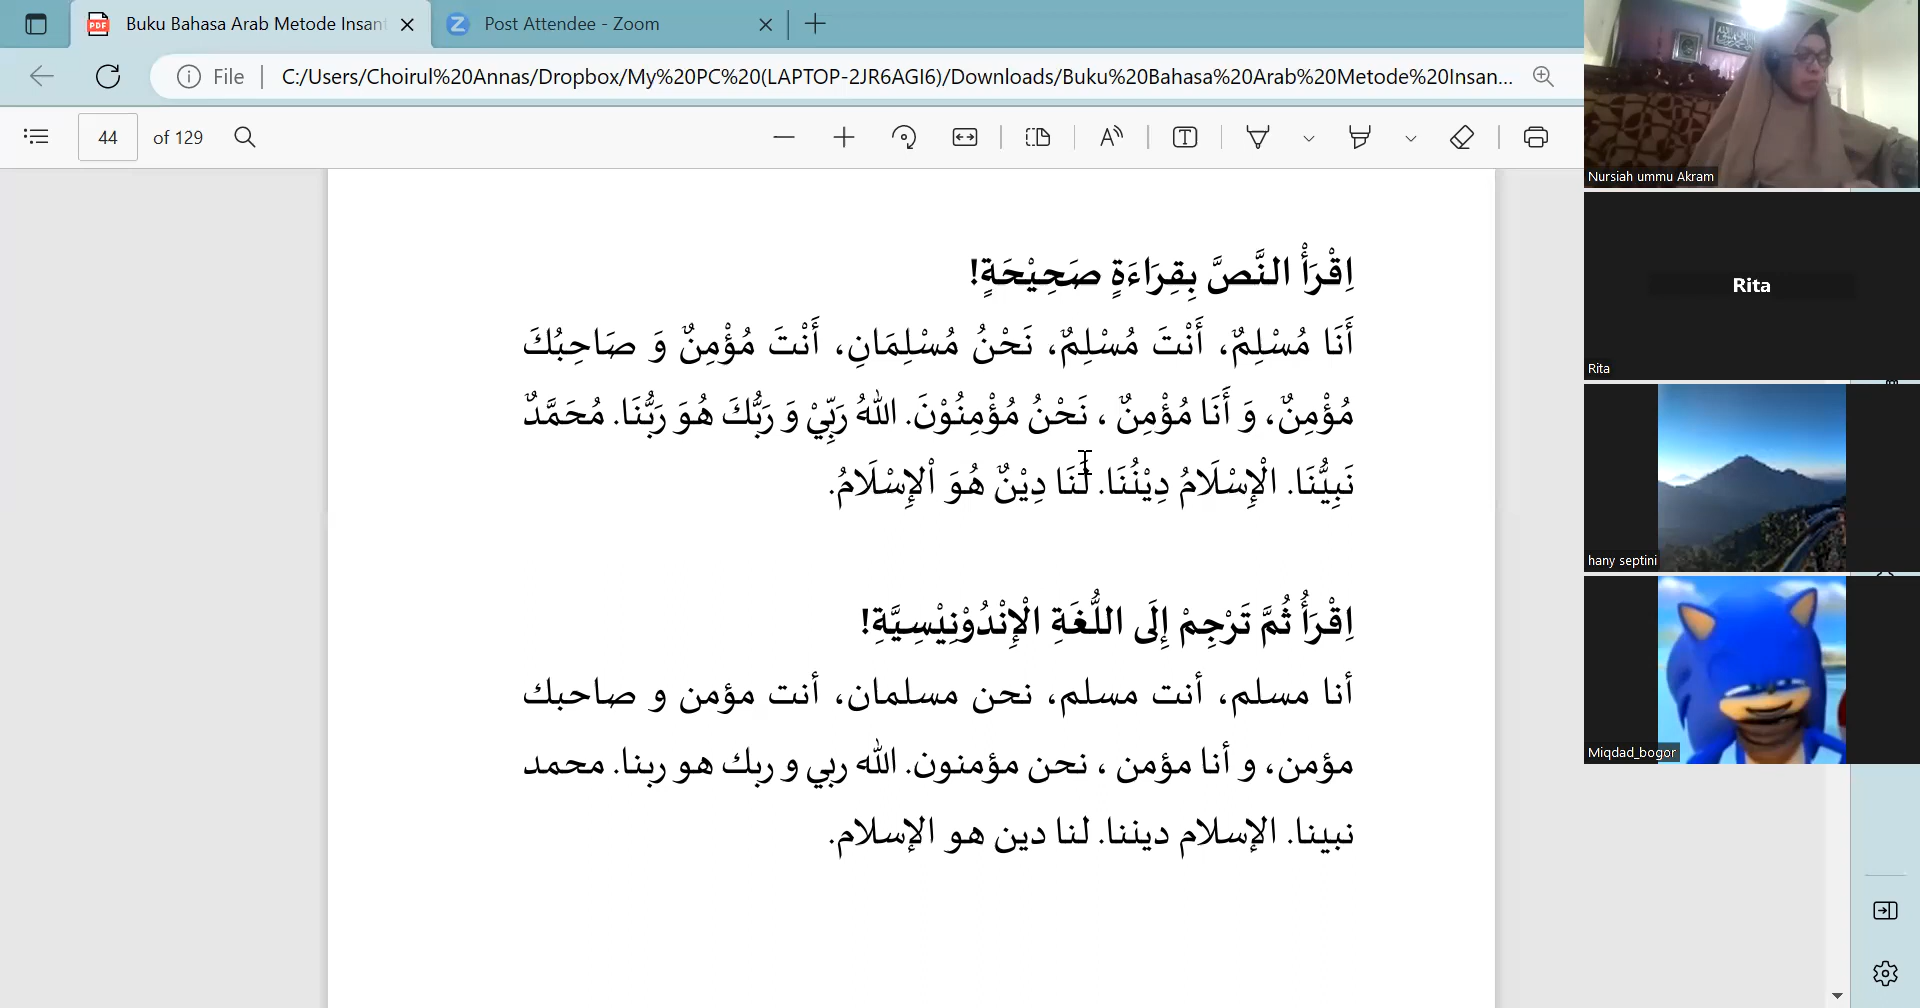 Buku Bahasa Arab Metode Insan
Post Attendee - Zoom
File
C:/Users/Choirul%20Annas/Dropbox/My%20PC%20(LAPTOP-2JR6AGI6)/Downloads/Buku%20Bahasa%20Arab%20Metode%20Insan...
44 of 129
اِقْرَأْ النَّصَّ بِقِرَاءَةٍ صَحِيْحَةٍ!
أَنَا مُسْلِمٌ، أَنْتَ مُسْلِمٌ، نَحْنُ مُسْلِمَانِ، أَنْتَ مُؤْمِنٌ وَ صَاحِبُكَ
مُؤْمِنٌ، وَ أَنَا مُؤْمِنٌ ، نَحْنُ مُؤْمِنُوْنَ. اللهُ رَبِّيْ وَ رَبُّكَ هُوَ رَبُّنَا. مُحَمَّدٌ
نَبِيُّنَا. الْإِسْلَامُ دِيْنُنَا. لَنَا دِيْنٌ هُوَ اْلإِسْلَامُ.
اِقْرَأْ ثُمَّ تَرْجِمْ إِلَى اللُّغَةِ الْإِنْدُوْنِيْسِيَّةِ!
أنا مسلم، أنت مسلم، نحن مسلمان، أنت مؤمن و صاحبك
مؤمن، و أنا مؤمن ، نحن مؤمنون. الله ربي و ربك هو ربنا. محمد
نبينا. الإسلام ديننا. لنا دين هو الإسلام.
Nursiah ummu Akram
Rita
Rita
hany septini
Miqdad_bogor